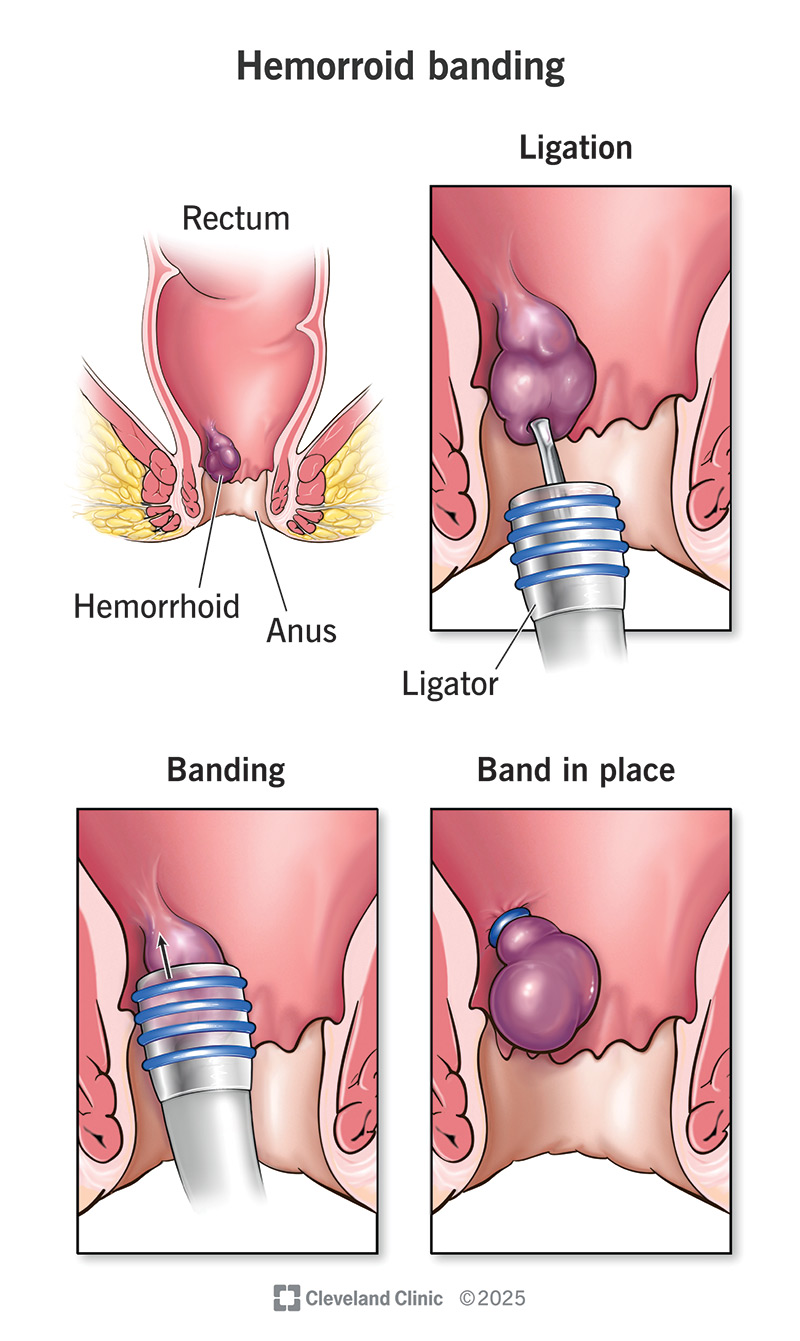 Hemorroid banding
Ligation
Rectum
Hemorrhoid
Anus
Ligator
Banding
Band in place
Cleveland Clinic ©2025